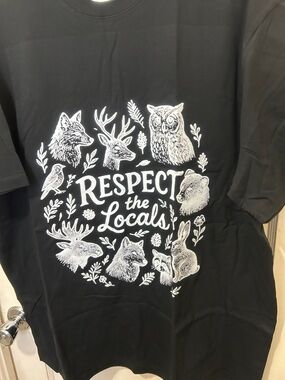 RESPECT
the
Locals